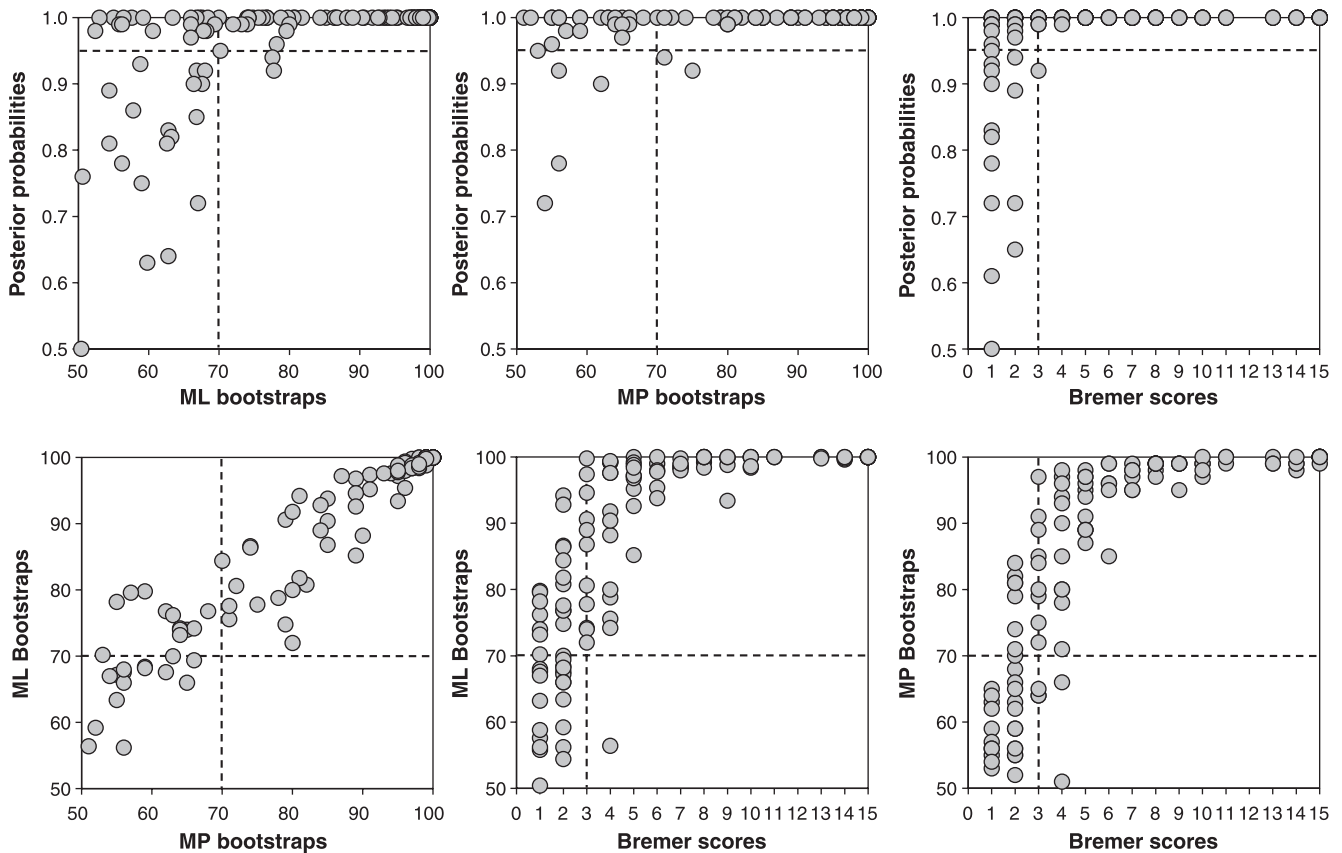 Posterior probabilities
1.0
0.9
0.8
0.7
0.6
0.5
50 60 70 80 90 100
ML bootstraps
Posterior probabilities
1.0
0.9
0.8
0.7
0.6
0.5
50 60 70 80 90 100
MP bootstraps
Posterior probabilities
1.0
0.9
0.8
0.7
0.6
0.5
0 1 2 3 4 5 6 7 8 9 10 11 12 13 14 15
Bremer scores
ML Bootstraps
100
90
80
70
60
50
50 60 70 80 90 100
MP bootstraps
ML Bootstraps
100
90
80
70
60
50
0 1 2 3 4 5 6 7 8 9 10 11 12 13 14 15
Bremer scores
MP Bootstraps
100
90
80
70
60
50
0 1 2 3 4 5 6 7 8 9 10 11 12 13 14 15
Bremer scores